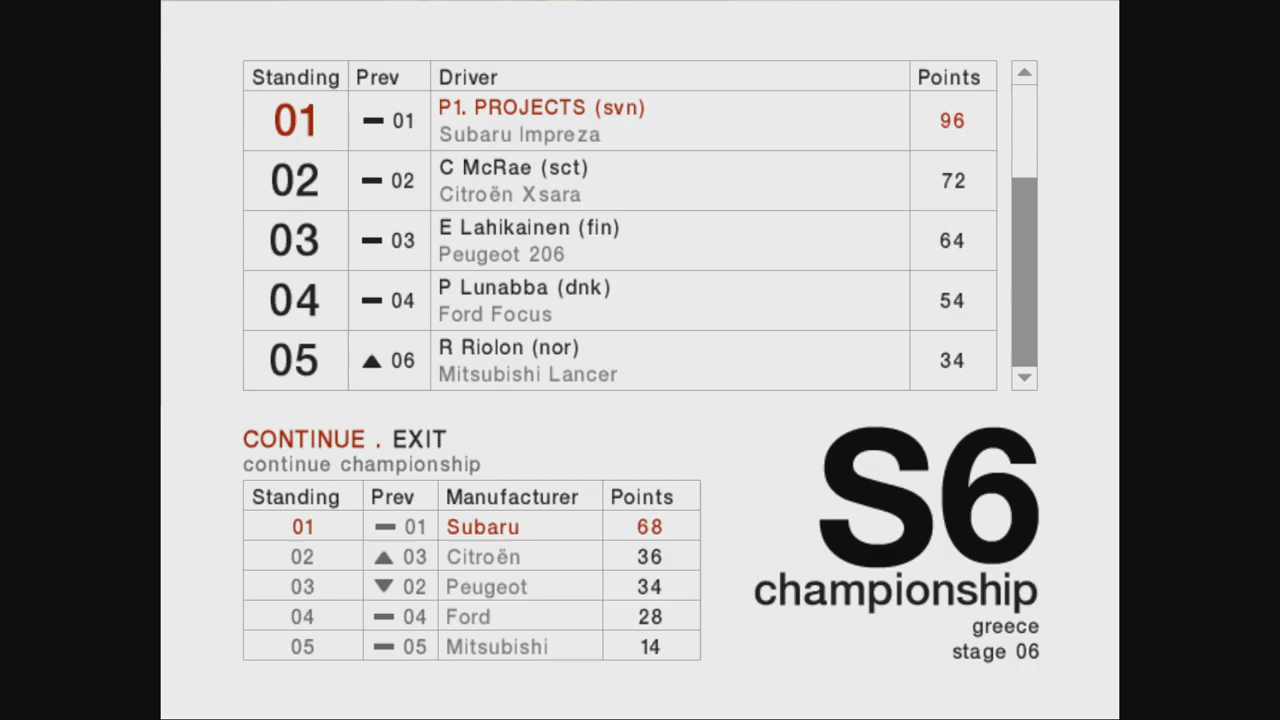 Standing Prev Driver Points
01 01 P1. PROJECTS (svn) 96
Subaru Impreza
02 02 C McRae (sct) 72
Citroën Xsara
03 03 E Lahikainen (fin) 64
Peugeot 206
04 04 P Lunabba (dnk) 54
Ford Focus
05 06 R Riolon (nor) 34
Mitsubishi Lancer
CONTINUE . EXIT
continue championship
Standing Prev Manufacturer Points
01 01 Subaru 68
02 03 Citroën 36
03 02 Peugeot 34
04 04 Ford 28
05 05 Mitsubishi 14
S6
championship
greece
stage 06